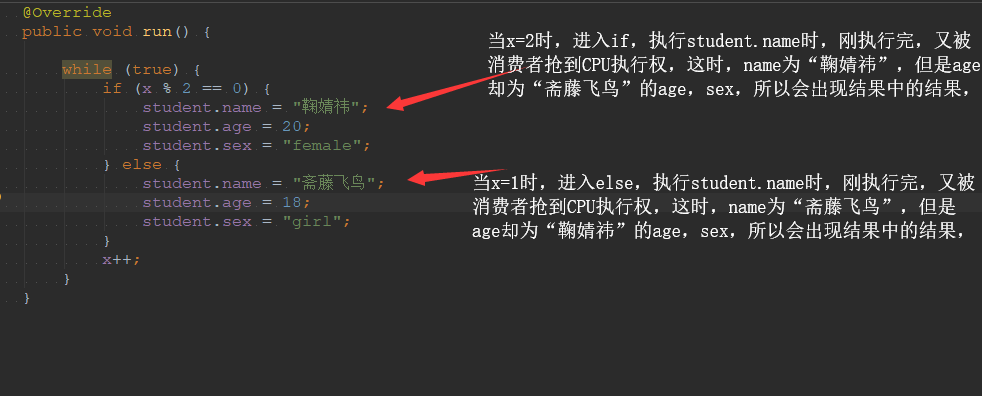 @Override
public void run() {
while (true) {
if (x % 2 == 0) {
student.name = "鞠婧祎";
student.age = 20;
student.sex = "female";
} else {
student.name = "斋藤飞鸟";
student.age = 18;
student.sex = "girl";
}
x++;
}
}
当x=2时，进入if，执行student.name时，刚执行完，又被
消费者抢到CPU执行权，这时，name为“鞠婧祎”，但是age
却为“斋藤飞鸟”的age，sex，所以会出现结果中的结果，
当x=1时，进入else，执行student.name时，刚执行完，又被
消费者抢到CPU执行权，这时，name为“斋藤飞鸟”，但是
age却为“鞠婧祎”的age，sex，所以会出现结果中的结果，